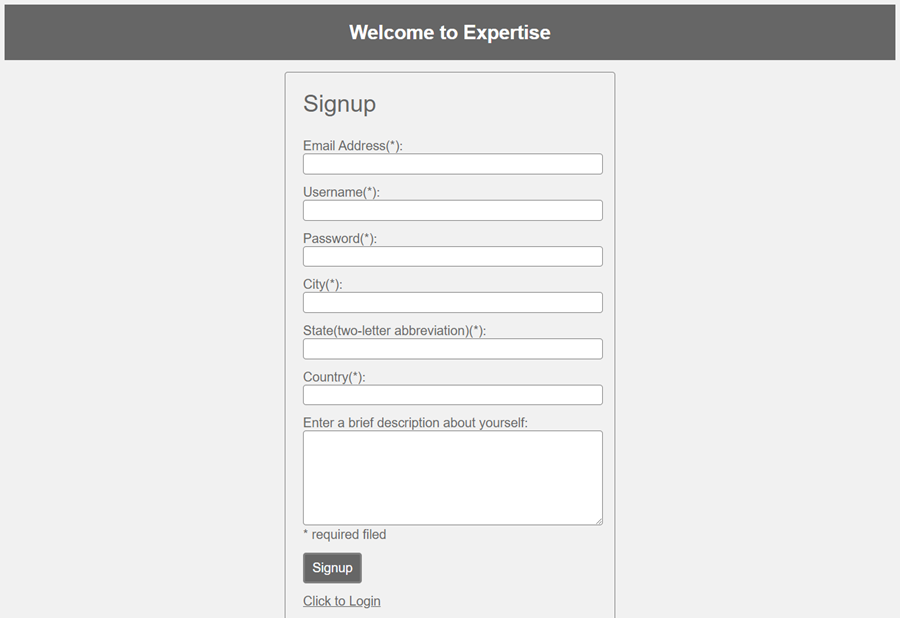 Welcome to Expertise
Signup
Email Address(*):
Username(*):
Password(*):
City(*):
State(two-letter abbreviation)(*):
Country(*):
Enter a brief description about yourself:
* required filed
Signup
Click to Login